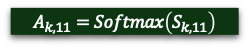 A_{k,11} = Softmax(S_{k,11})